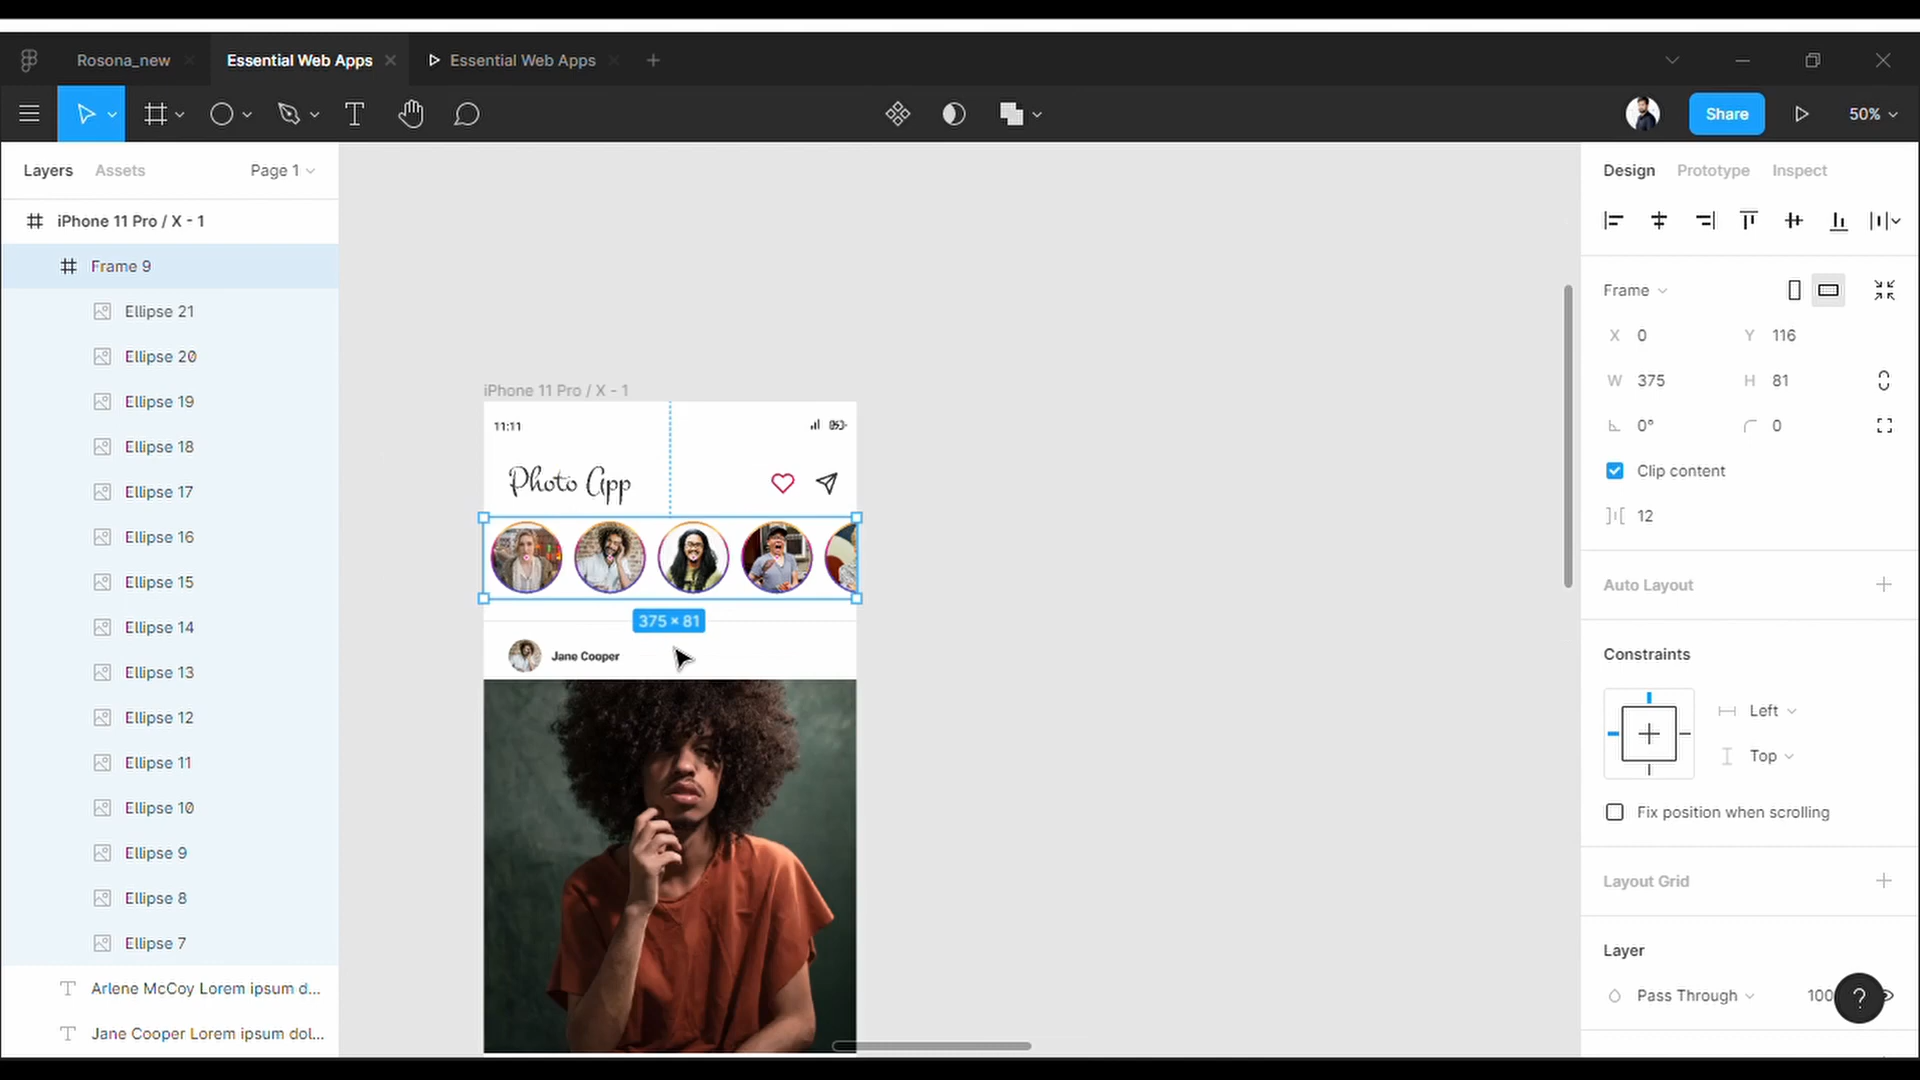 Rosona_new
Essential Web Apps
Essential Web Apps
Share
50%
Layers
Assets
Page 1
iPhone 11 Pro / X - 1
Frame 9
Ellipse 21
Ellipse 20
Ellipse 19
Ellipse 18
Ellipse 17
Ellipse 16
Ellipse 15
Ellipse 14
Ellipse 13
Ellipse 12
Ellipse 11
Ellipse 10
Ellipse 9
Ellipse 8
Ellipse 7
Arlene McCoy Lorem ipsum d...
Jane Cooper Lorem ipsum dol...
iPhone 11 Pro / X - 1
11:11
Photo App
375 × 81
Jane Cooper
Design
Prototype
Inspect
Frame
X 0
Y 116
W 375
H 81
0°
0
Clip content
12
Auto Layout
Constraints
Left
Top
Fix position when scrolling
Layout Grid
Layer
Pass Through
100
?